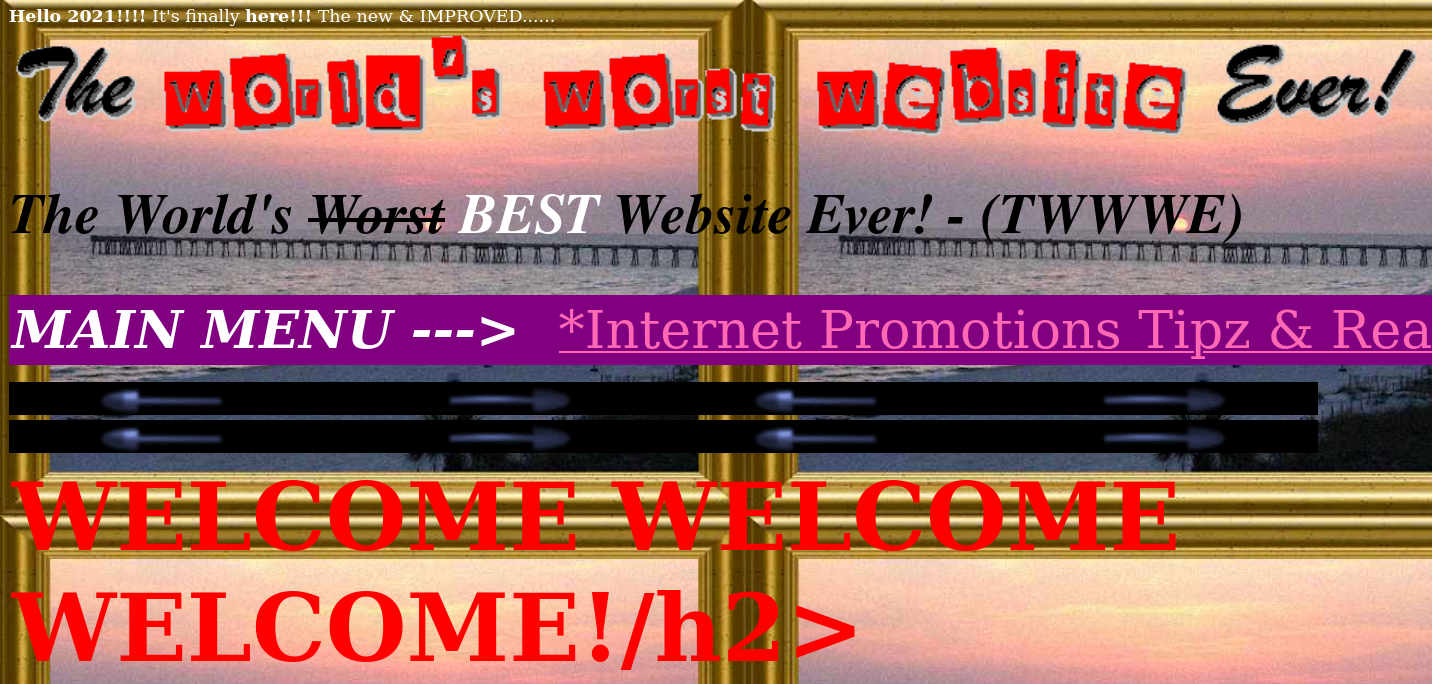 Hello 2021!!!! It's finally here!!! The new & IMPROVED......
The world's worst website Ever!
The World's Worst BEST Website Ever! - (TWWWE)
MAIN MENU ---> *Internet Promotions Tipz & Rea
WELCOME WELCOME
WELCOME!/h2>